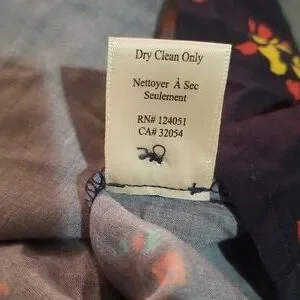 Dry Clean Only
Nettoyer À Sec
Seulement
RN# 124051
CA# 32054